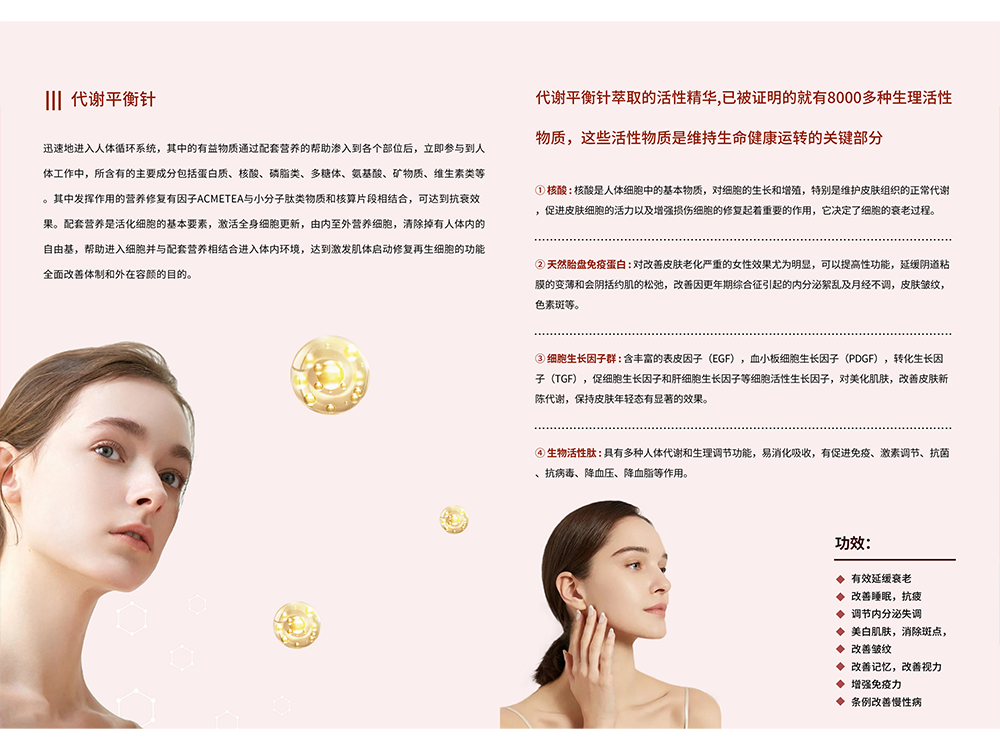 代谢平衡针
迅速地进入人体循环系统，其中的有益物质通过配套营养的帮助渗入到各个部位后，立即参与到人
体工作中，所含有的主要成分包括蛋白质、核酸、磷脂类、多糖体、氨基酸、矿物质、维生素类等
。其中发挥作用的营养修复有因子ACMETEA与小分子肽类物质和核算片段相结合，可达到抗衰效
果。配套营养是活化细胞的基本要素，激活全身细胞更新，由内至外营养细胞，清除掉有人体内的
自由基，帮助进入细胞并与配套营养相结合进入体内环境，达到激发肌体启动修复再生细胞的功能
全面改善体制和外在容颜的目的。
代谢平衡针萃取的活性精华,已被证明的就有8000多种生理活性
物质，这些活性物质是维持生命健康运转的关键部分
① 核酸 : 核酸是人体细胞中的基本物质，对细胞的生长和增殖，特别是维护皮肤组织的正常代谢
，促进皮肤细胞的活力以及增强损伤细胞的修复起着重要的作用，它决定了细胞的衰老过程。
② 天然胎盘免疫蛋白 : 对改善皮肤老化严重的女性效果尤为明显，可以提高性功能，延缓阴道粘
膜的变薄和会阴括约肌的松弛，改善因更年期综合征引起的内分泌絮乱及月经不调，皮肤皱纹，
色素斑等。
③ 细胞生长因子群 : 含丰富的表皮因子（EGF），血小板细胞生长因子（PDGF），转化生长因
子（TGF），促细胞生长因子和肝细胞生长因子等细胞活性生长因子，对美化肌肤，改善皮肤新
陈代谢，保持皮肤年轻态有显著的效果。
④ 生物活性肽 : 具有多种人体代谢和生理调节功能，易消化吸收，有促进免疫、激素调节、抗菌
、抗病毒、降血压、降血脂等作用。
功效：
有效延缓衰老
改善睡眠，抗疲
调节内分泌失调
美白肌肤，消除斑点，
改善皱纹
改善记忆，改善视力
增强免疫力
条例改善慢性病